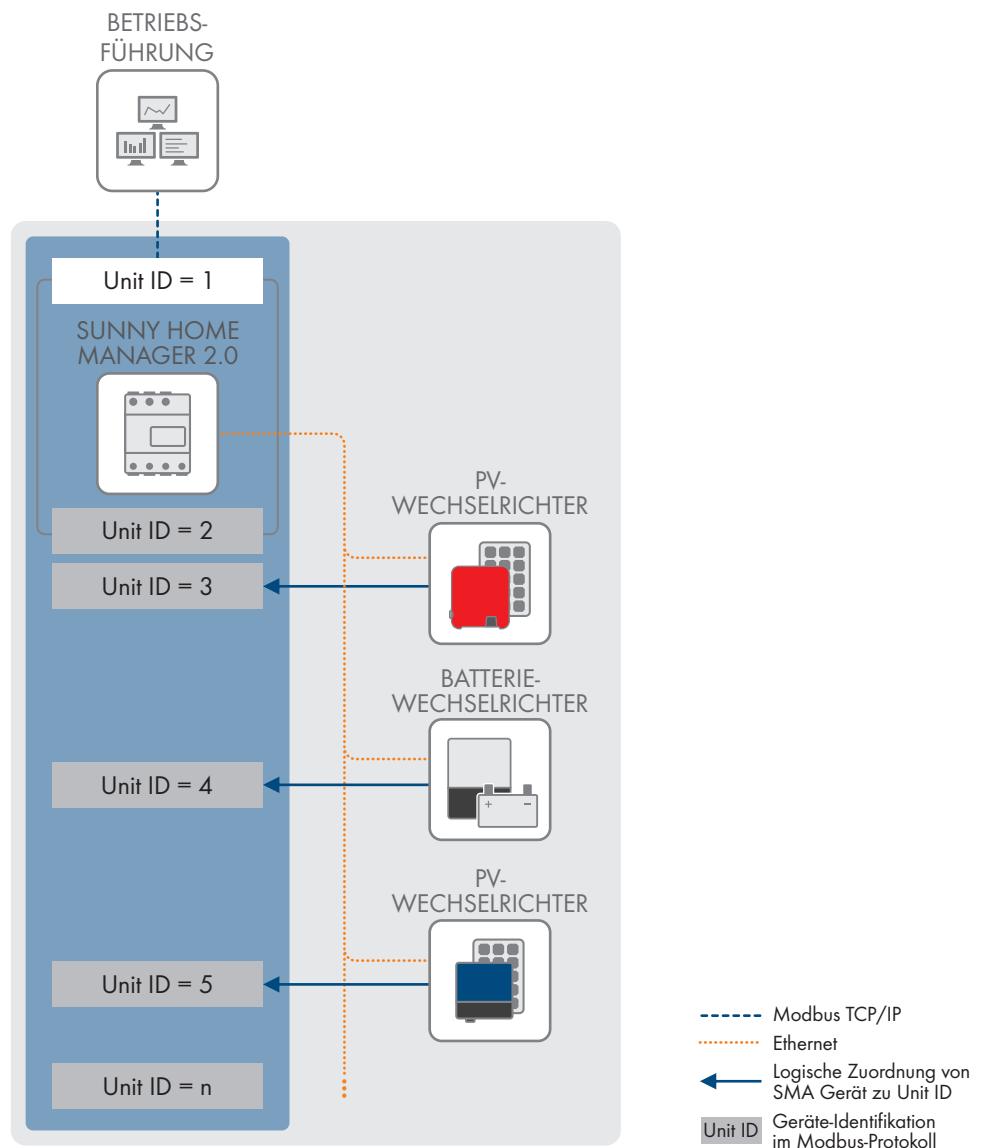 BETRIEBS-
FÜHRUNG
Unit ID = 1
SUNNY HOME
MANAGER 2.0
Unit ID = 2
PV-
WECHSELRICHTER
Unit ID = 3
BATTERIE-
WECHSELRICHTER
+ −
Unit ID = 4
PV-
WECHSELRICHTER
Unit ID = 5
Unit ID = n
Modbus TCP/IP
Ethernet
Logische Zuordnung von
SMA Gerät zu Unit ID
Unit ID
Geräte-Identifikation
im Modbus-Protokoll